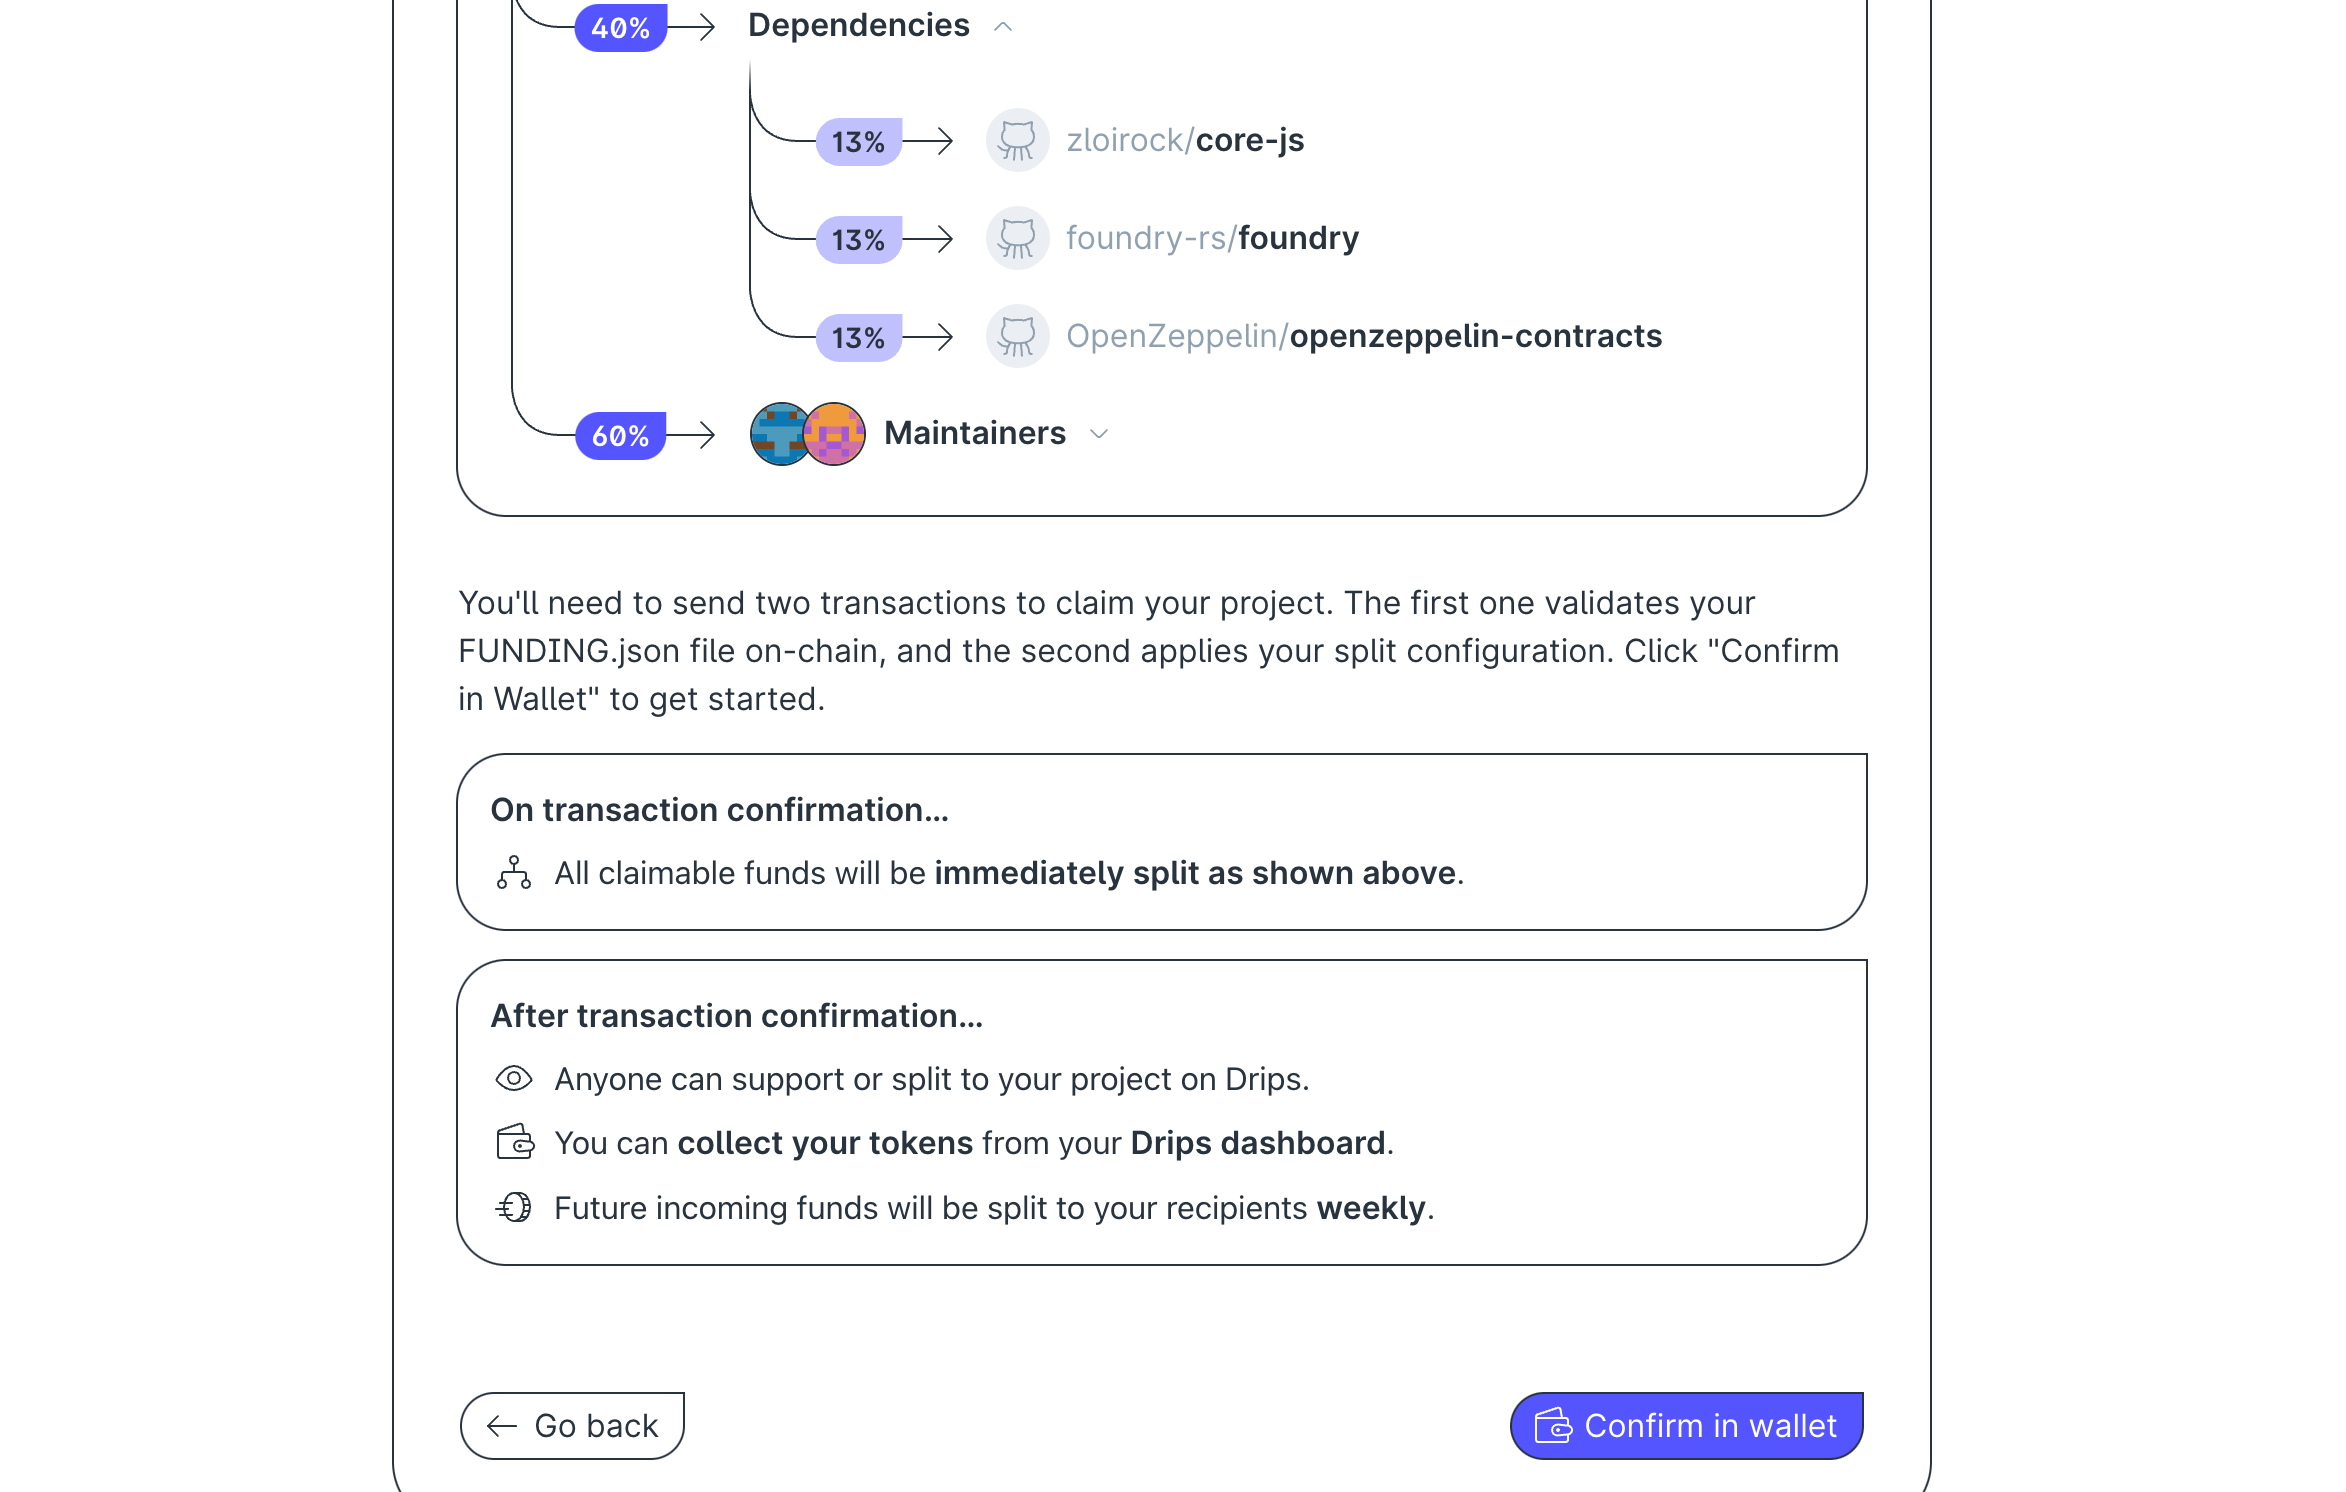 40% Dependencies
13% zloirock/core-js
13% foundry-rs/foundry
13% OpenZeppelin/openzeppelin-contracts
60% Maintainers
You'll need to send two transactions to claim your project. The first one validates your
FUNDING.json file on-chain, and the second applies your split configuration. Click "Confirm
in Wallet" to get started.
On transaction confirmation...
All claimable funds will be immediately split as shown above.
After transaction confirmation...
Anyone can support or split to your project on Drips.
You can collect your tokens from your Drips dashboard.
Future incoming funds will be split to your recipients weekly.
Go back
Confirm in wallet